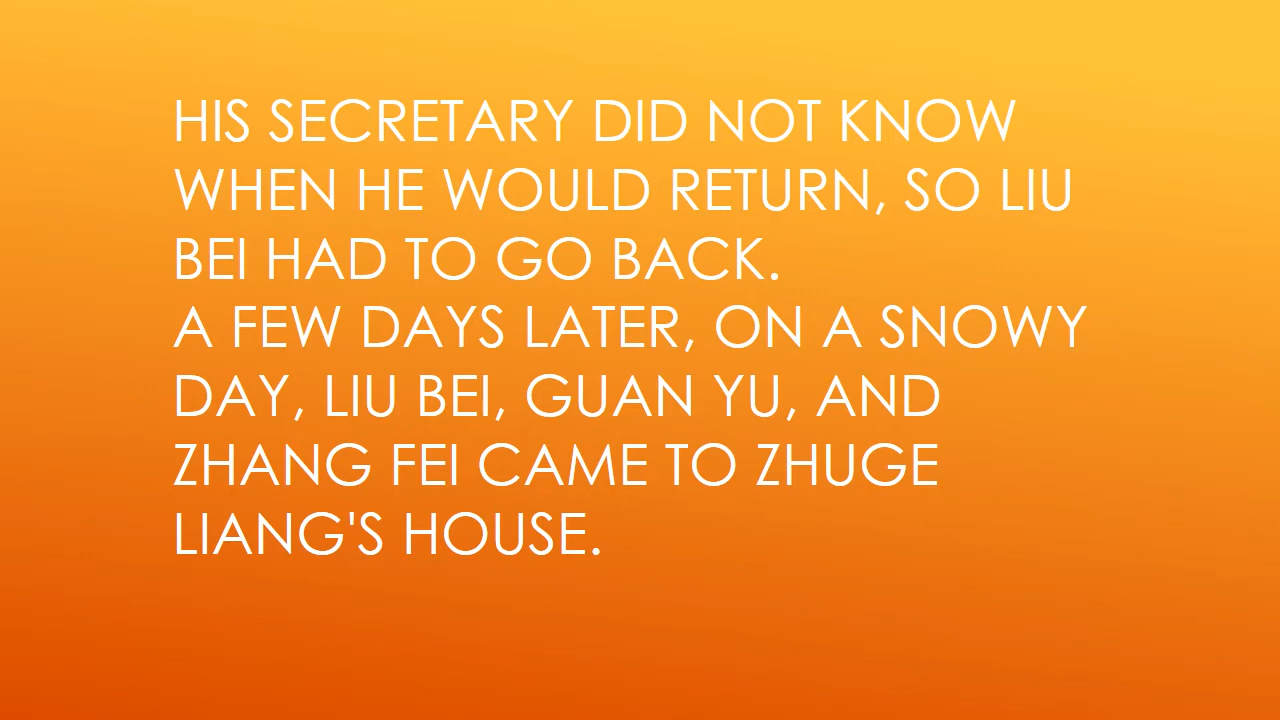 HIS SECRETARY DID NOT KNOW
WHEN HE WOULD RETURN, SO LIU
BEI HAD TO GO BACK.
A FEW DAYS LATER, ON A SNOWY
DAY, LIU BEI, GUAN YU, AND
ZHANG FEI CAME TO ZHUGE
LIANG'S HOUSE.